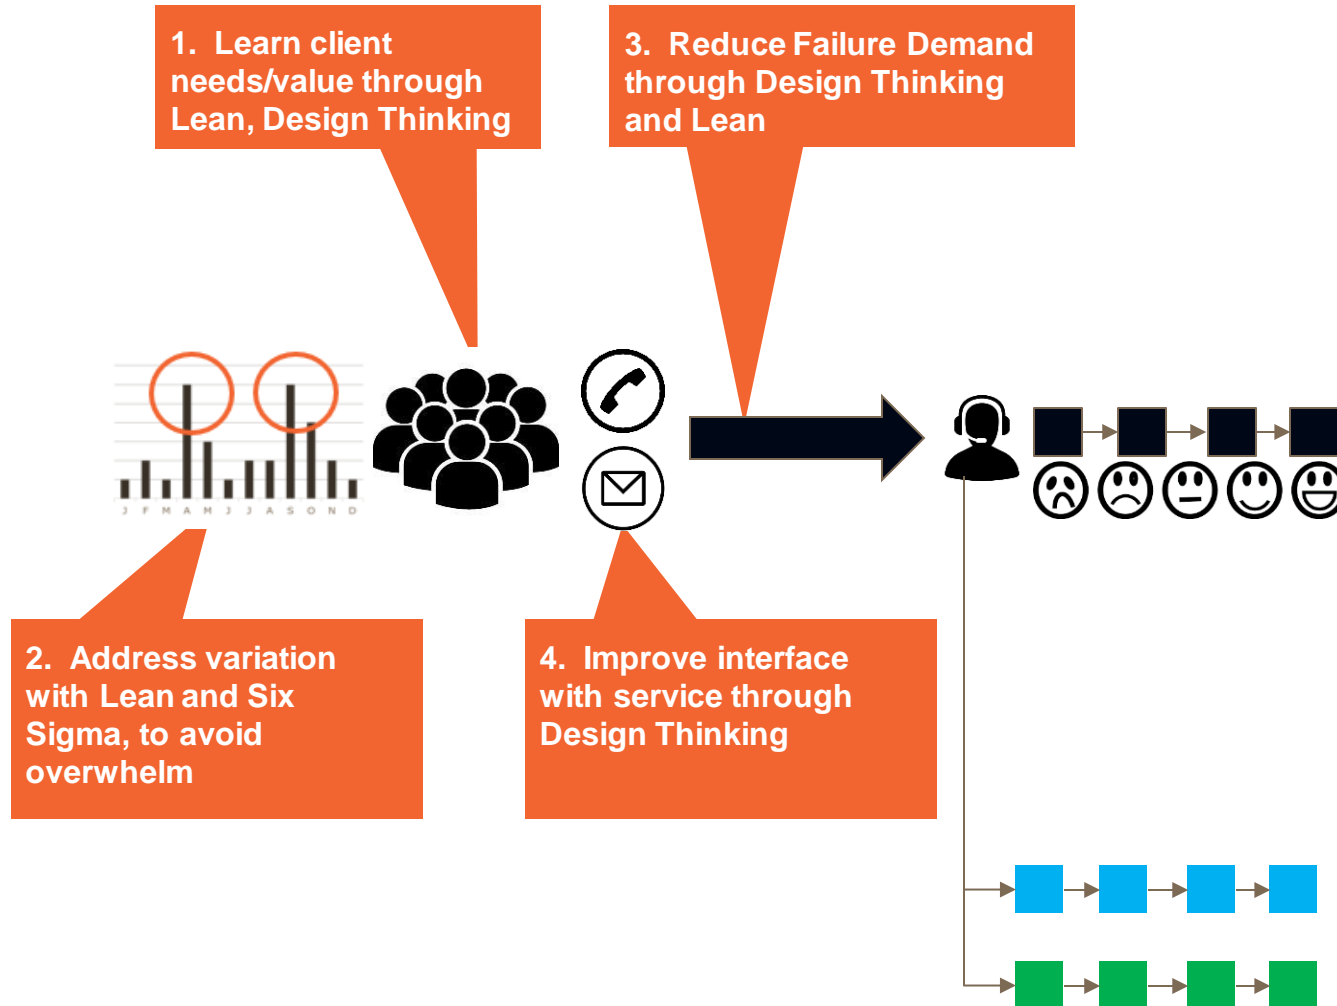 1.  Learn client
needs/value through
Lean, Design Thinking
3.  Reduce Failure Demand
through Design Thinking
and Lean
J F M A M J J A S O N D
2.  Address variation
with Lean and Six
Sigma, to avoid
overwhelm
4.  Improve interface
with service through
Design Thinking